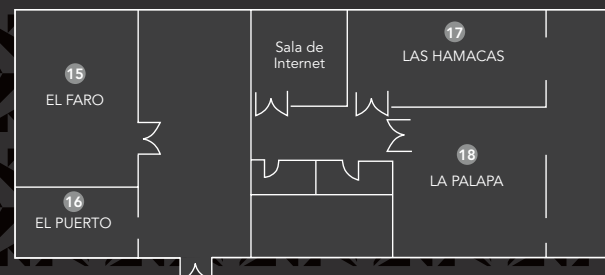 15
EL FARO
16
EL PUERTO
Sala de
Internet
17
LAS HAMACAS
18
LA PALAPA